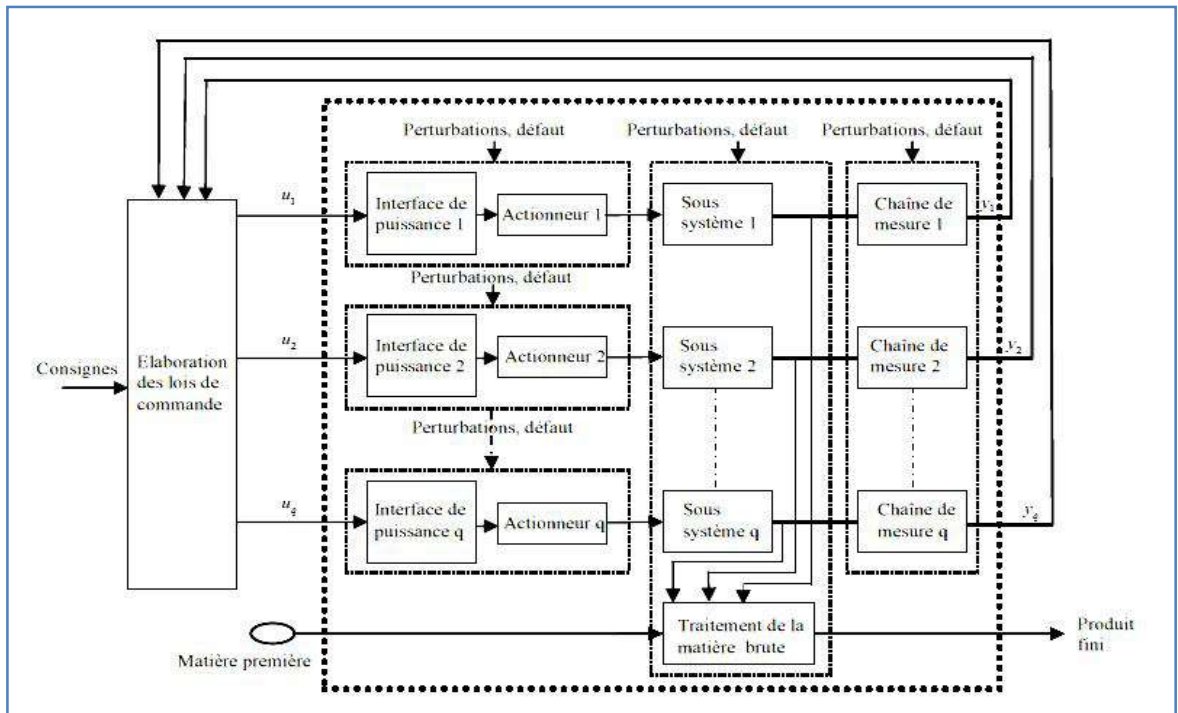 Perturbations, défaut
Perturbations, défaut
Perturbations, défaut
u1
Interface de
puissance 1
Actionneur 1
Sous
système 1
Chaîne de
mesure 1
y1
Perturbations, défaut
u2
Interface de
puissance 2
Actionneur 2
Sous
système 2
Chaîne de
mesure 2
y2
Consignes
Elaboration
des lois de
commande
Perturbations, défaut
uq
Interface de
puissance q
Actionneur q
Sous
système q
Chaîne de
mesure q
yq
Matière première
Traitement de la
matière brute
Produit
fini